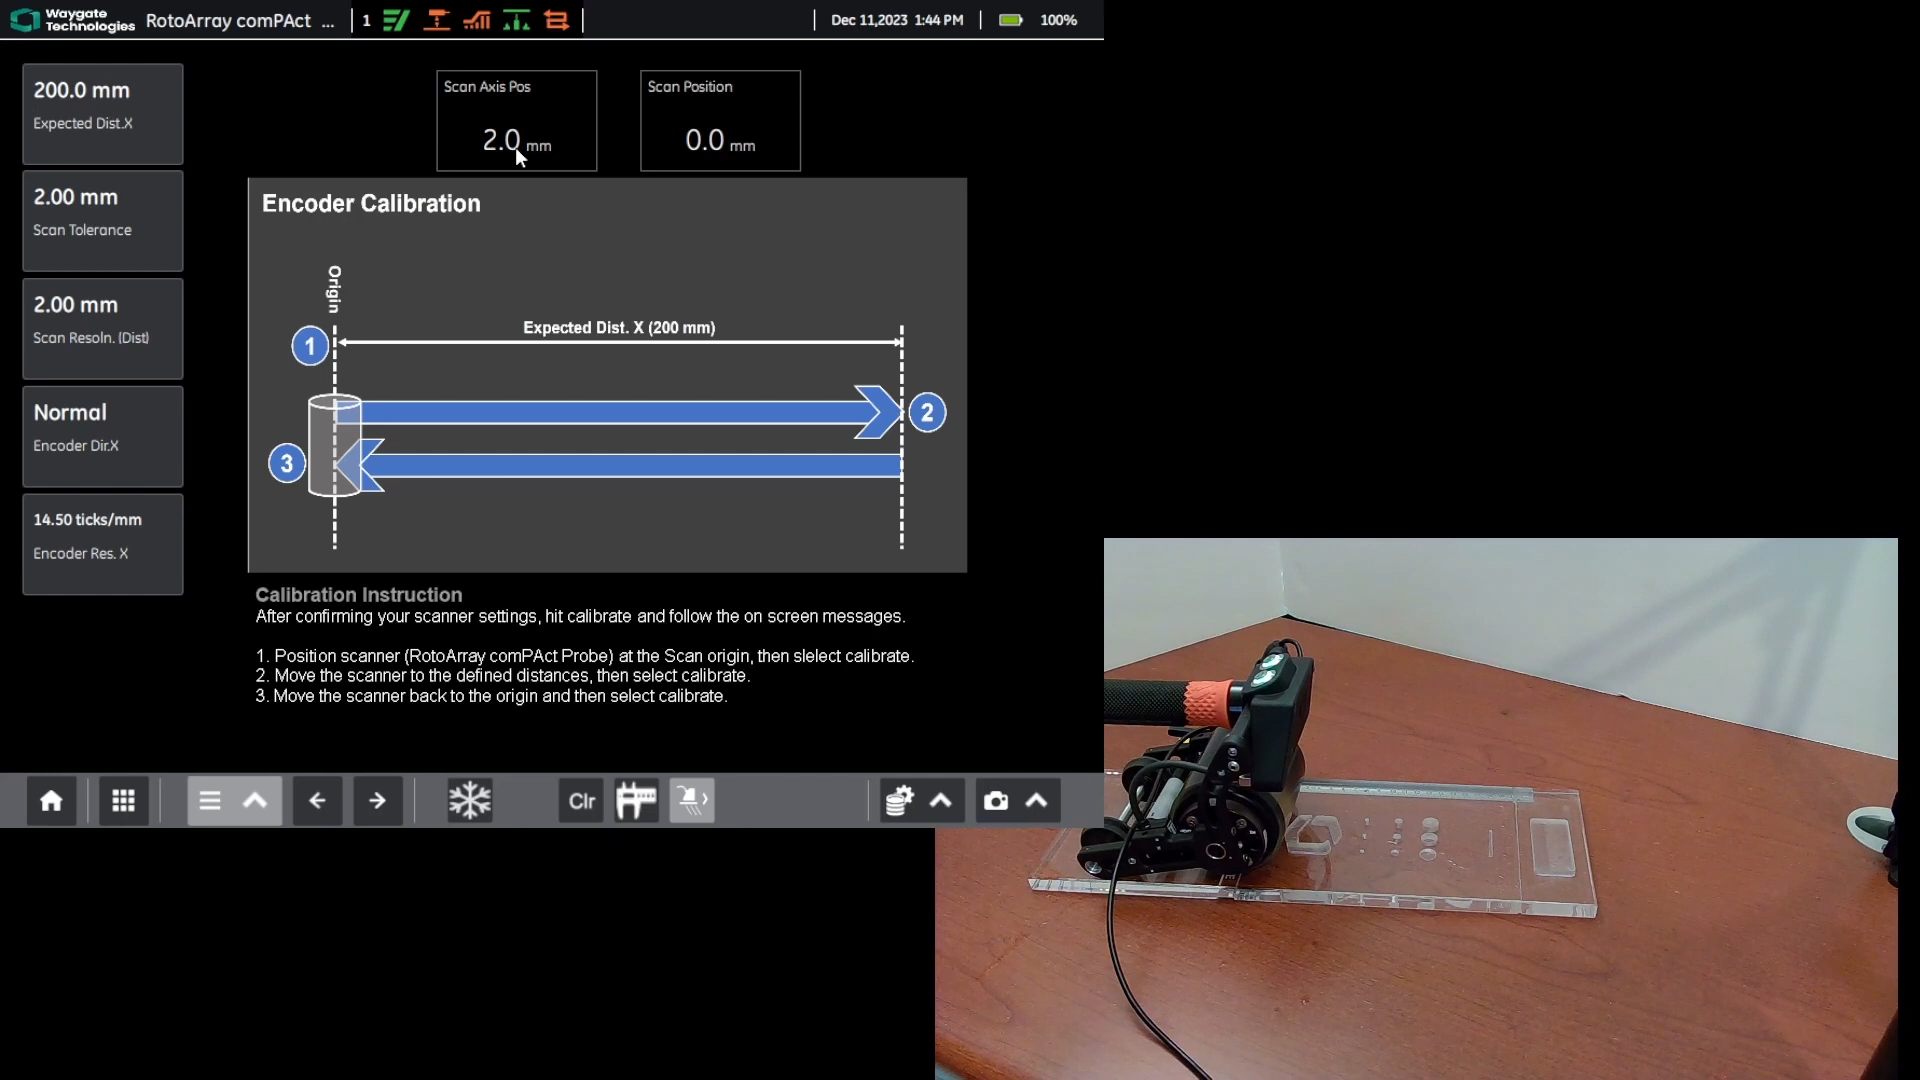 Waygate
Technologies
RotoArray comPAct ...
1
Dec 11,2023 1:44 PM
100%
200.0 mm
Expected Dist.X
2.00 mm
Scan Tolerance
2.00 mm
Scan Resoln. (Dist)
Normal
Encoder Dir.X
14.50 ticks/mm
Encoder Res. X
Scan Axis Pos
2.0 mm
Scan Position
0.0 mm
Encoder Calibration
Origin
Expected Dist. X (200 mm)
1
2
3
Calibration Instruction
After confirming your scanner settings, hit calibrate and follow the on screen messages.
1. Position scanner (RotoArray comPAct Probe) at the Scan origin, then slelect calibrate.
2. Move the scanner to the defined distances, then select calibrate.
3. Move the scanner back to the origin and then select calibrate.
Clr